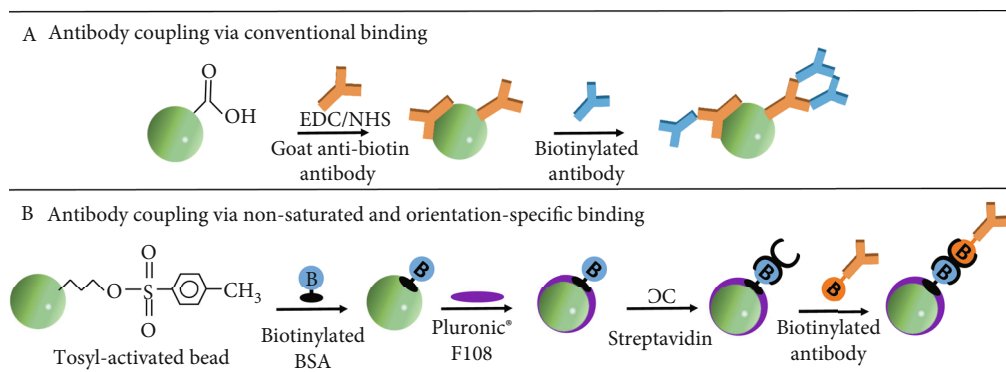 A Antibody coupling via conventional binding
O
OH
EDC/NHS
Goat anti-biotin
antibody
Biotinylated
antibody
B Antibody coupling via non-saturated and orientation-specific binding
O
O
S
CH3
O
B
B
B
B
B
B
B
Biotinylated
BSA
Pluronic®
F108
ƆC
Streptavidin
Biotinylated
antibody
Tosyl-activated bead